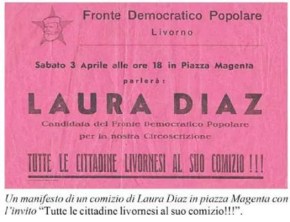 Fronte Democratico Popolare
Livorno
Sabato 3 Aprile alle ore 18 in Piazza Magenta
parlerà:
LAURA DIAZ
Candidata del Fronte Democratico Popolare
per la nostra Circoscrizione
TUTTE LE CITTADINE LIVORNESI AL SUO COMIZIO!!!
Un manifesto di un comizio di Laura Diaz in piazza Magenta con
l'invito “Tutte le cittadine livornesi al suo comizio!!!”.